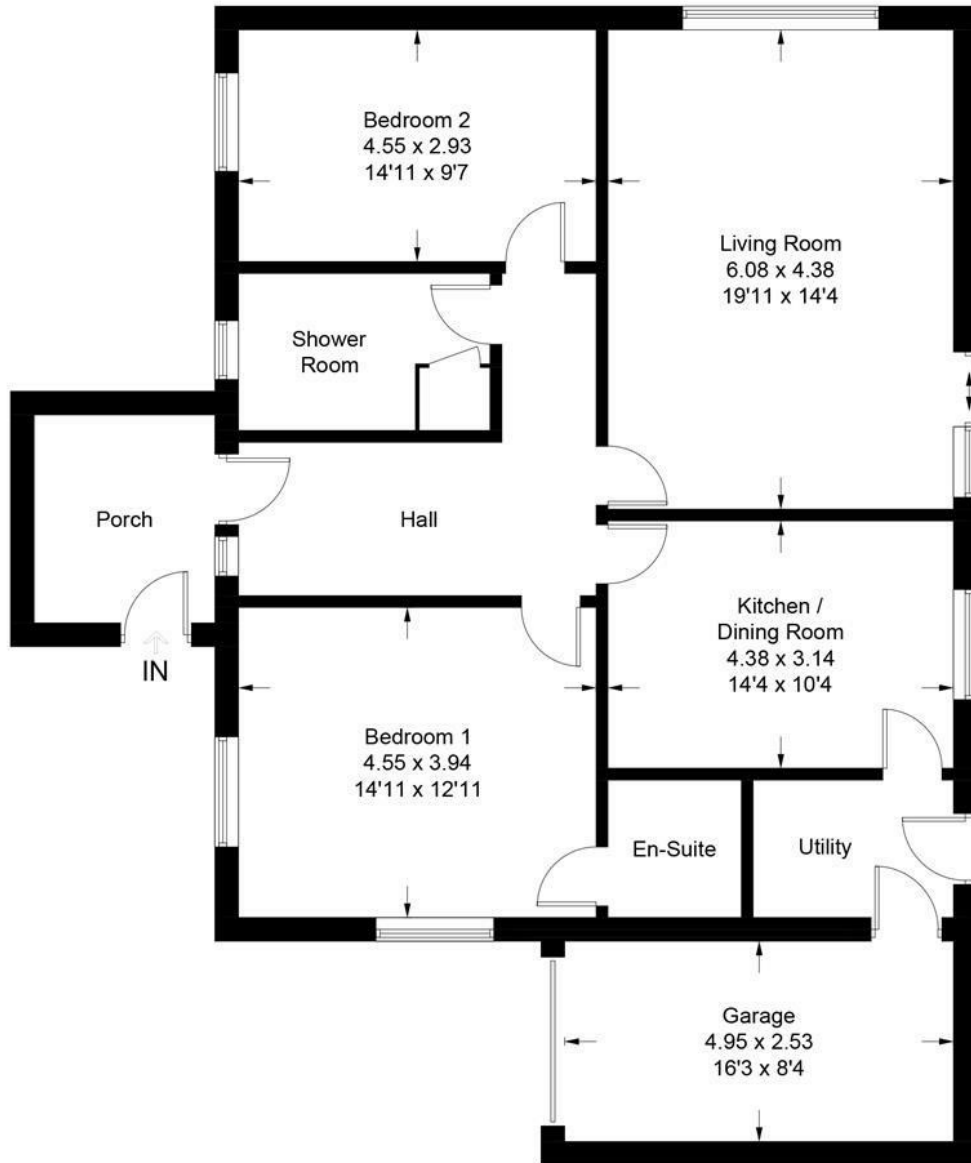 Bedroom 2
4.55 x 2.93
14'11 x 9'7
Living Room
6.08 x 4.38
19'11 x 14'4
Shower
Room
Porch
Hall
IN
Kitchen /
Dining Room
4.38 x 3.14
14'4 x 10'4
Bedroom 1
4.55 x 3.94
14'11 x 12'11
En-Suite
Utility
Garage
4.95 x 2.53
16'3 x 8'4